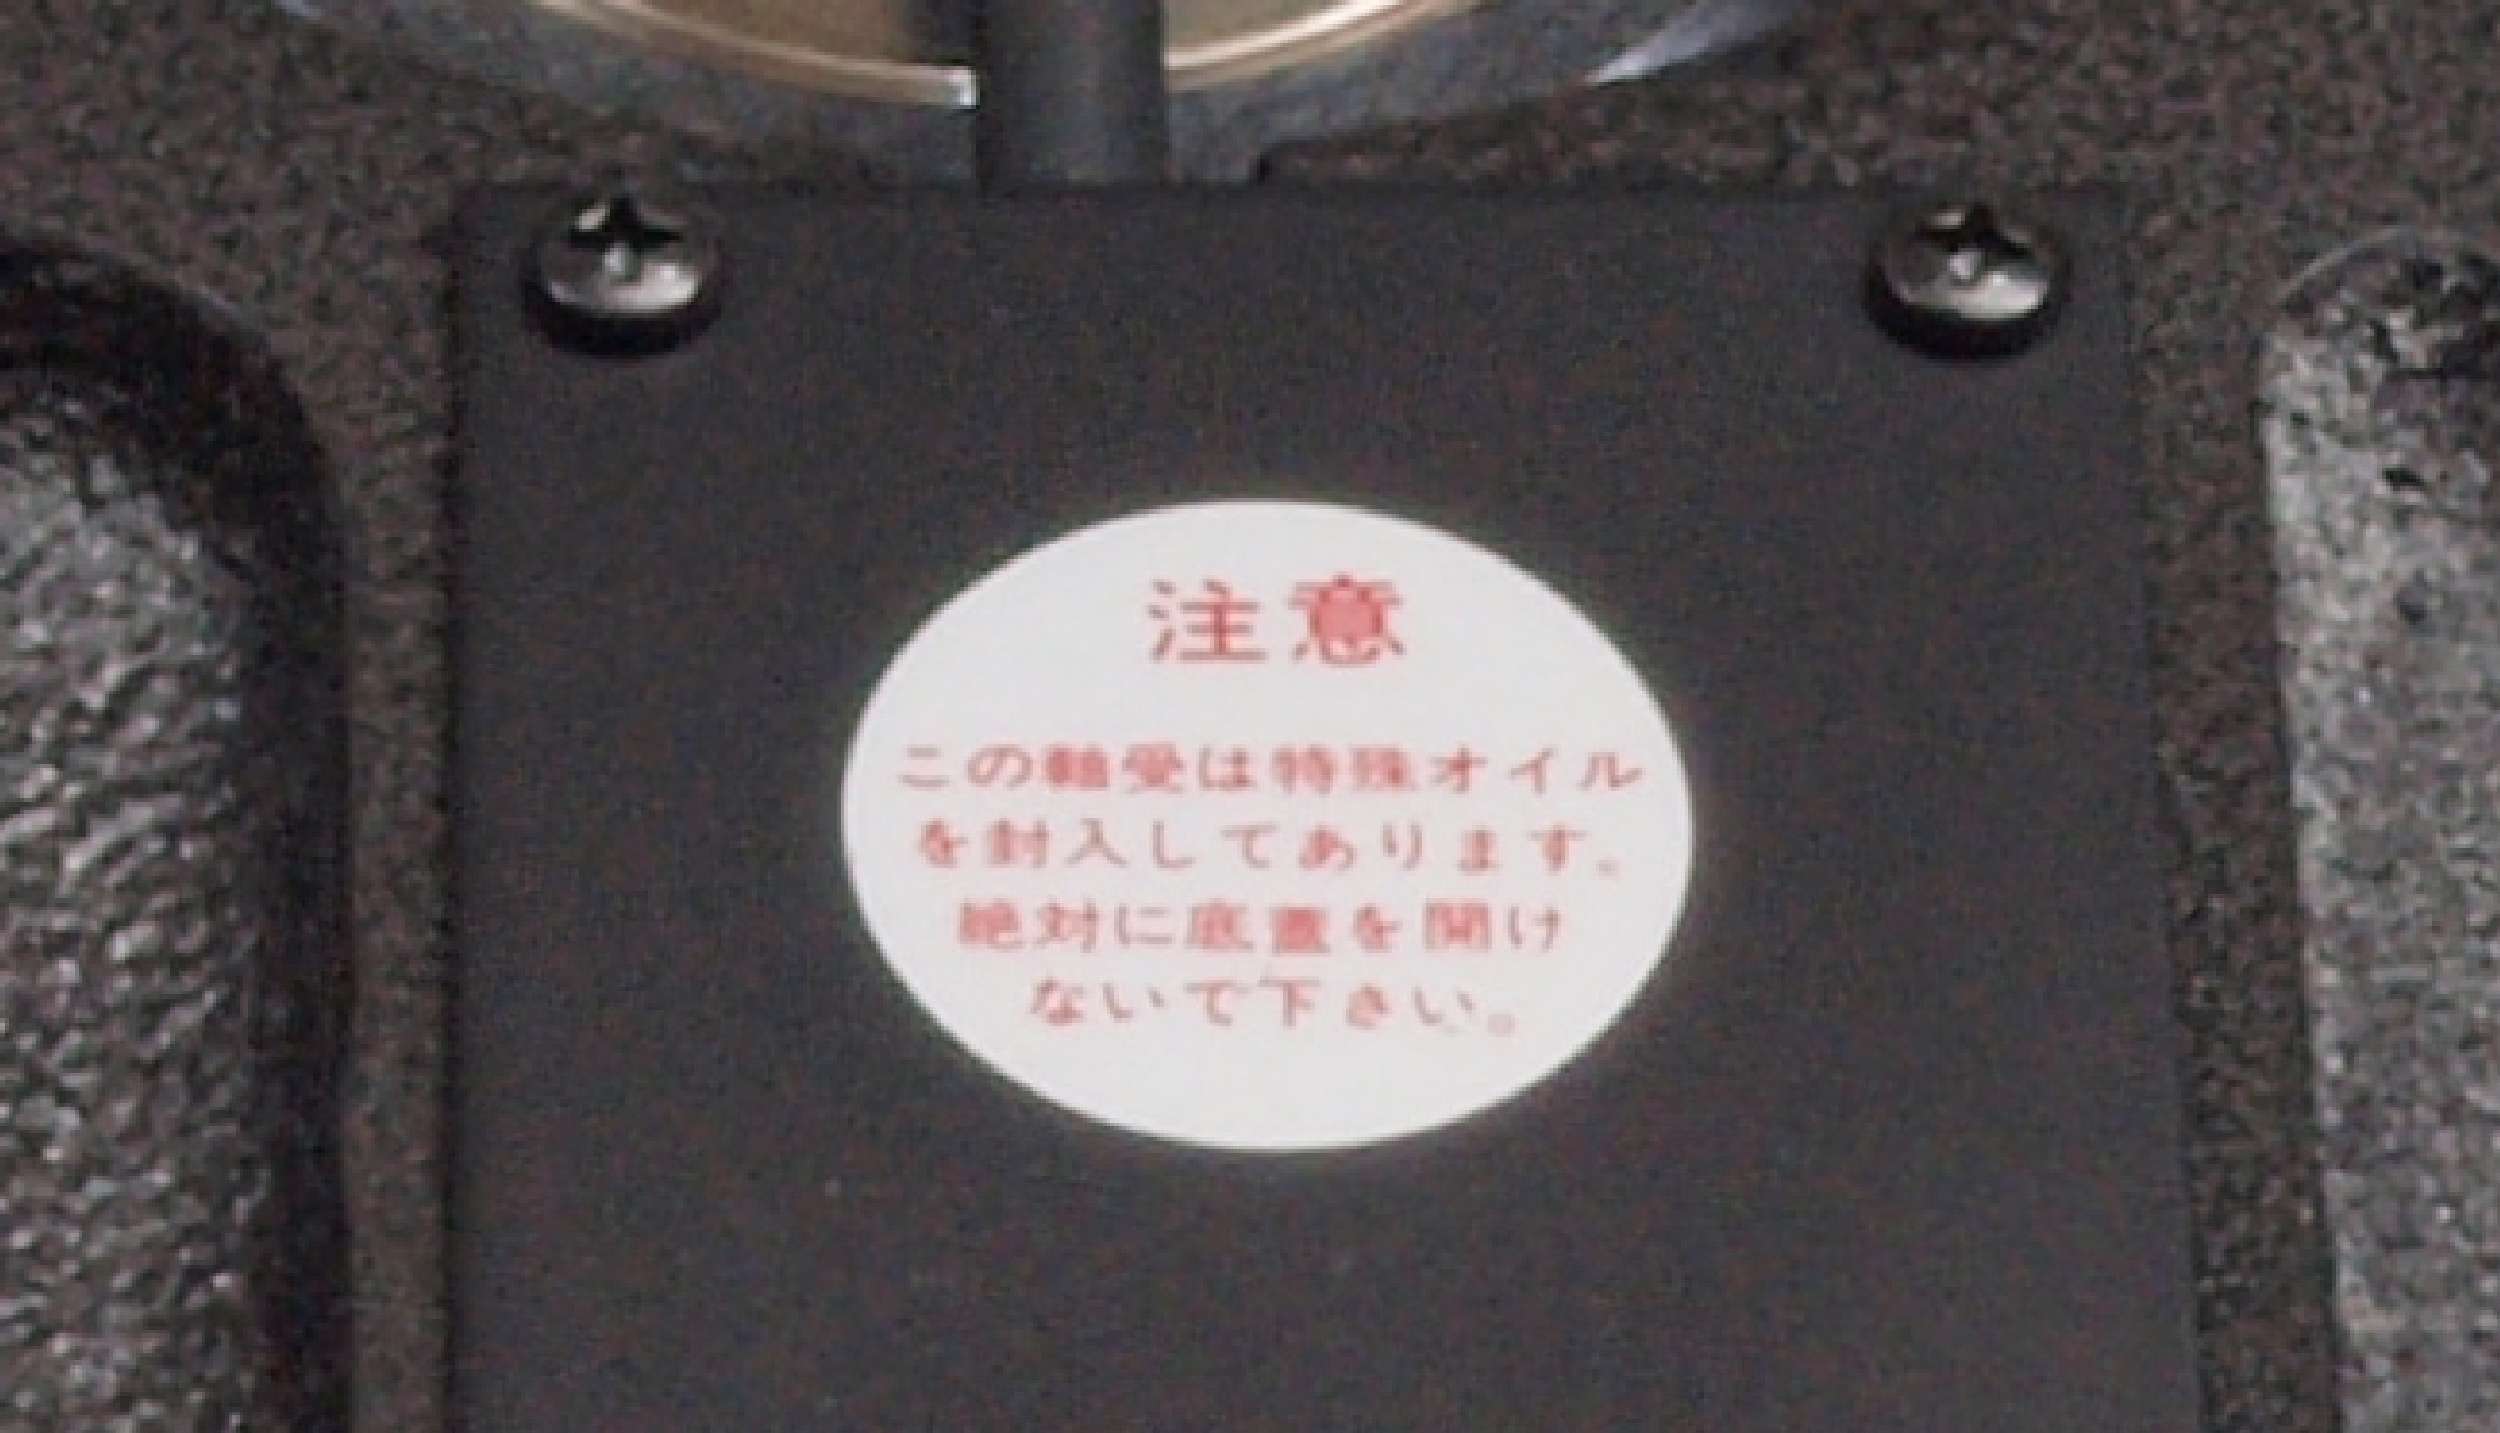 注意
この軸受は特殊オイル
を封入してあります。
絶対に底蓋を開け
ないで下さい。